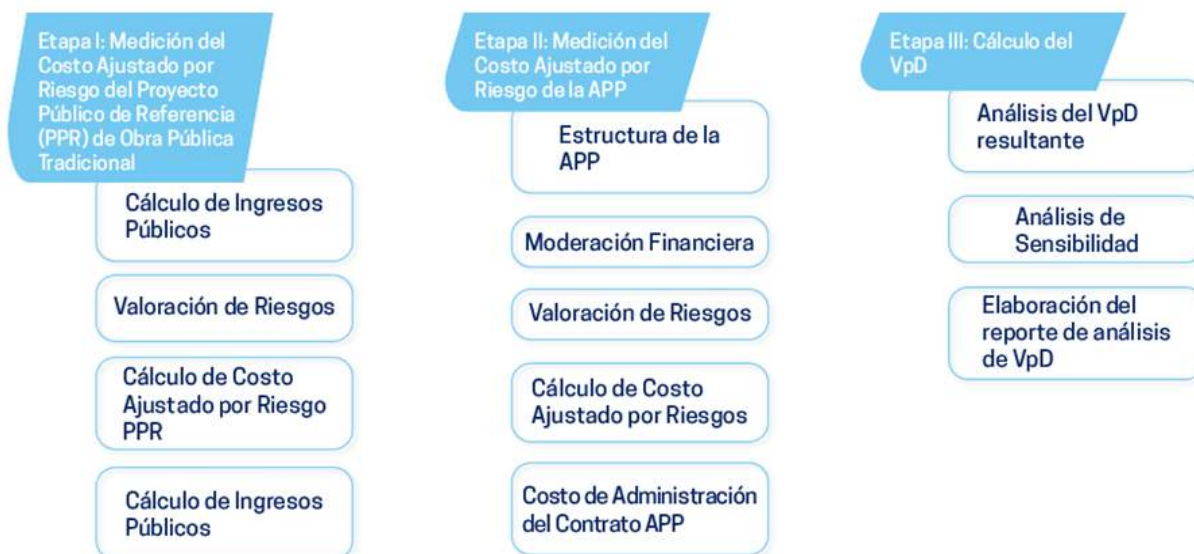 Etapa I: Medición del
Costo Ajustado por
Riesgo del Proyecto
Público de Referencia
(PPR) de Obra Pública
Tradicional
Cálculo de Ingresos
Públicos
Valoración de Riesgos
Cálculo de Costo
Ajustado por Riesgo
PPR
Cálculo de Ingresos
Públicos
Etapa II: Medición del
Costo Ajustado por
Riesgo de la APP
Estructura de la
APP
Moderación Financiera
Valoración de Riesgos
Cálculo de Costo
Ajustado por Riesgos
Costo de Administración
del Contrato APP
Etapa III: Cálculo del
VpD
Análisis del VpD
resultante
Análisis de
Sensibilidad
Elaboración del
reporte de análisis
de VpD